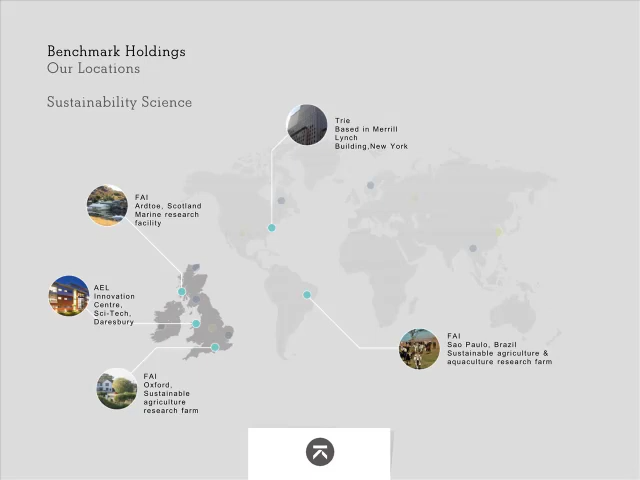 Benchmark Holdings
Our Locations
Sustainability Science
Trie
Based in Merrill
Lynch
Building,New York
FAI
Ardtoe, Scotland
Marine research
facility
AEL
Innovation
Centre,
Sci-Tech,
Daresbury
FAI
Sao Paulo, Brazil
Sustainable agriculture &
aquaculture research farm
FAI
Oxford,
Sustainable
agriculture
research farm